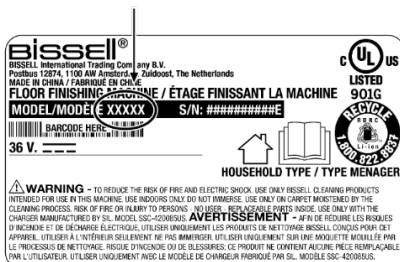 BISSELL®
BISSELL International Trading Company B.V.
Postbus 12874, 1100 AW Amsterdam Zuidoost, The Netherlands
MADE IN CHINA / FABRIQUÉ EN CHINE
FLOOR FINISHING MACHINE / ÉTAGE FINISSANT LA MACHINE
MODEL/MODÈLE XXXXX S/N: ##########E
BARCODE HERE
36 V.
C UL US
LISTED
901G
RECYCLE
RBRC
Li-ion
1.800.822.8837
HOUSEHOLD TYPE / TYPE MENAGER
WARNING - TO REDUCE THE RISK OF FIRE AND ELECTRIC SHOCK. USE ONLY BISSELL CLEANING PRODUCTS
INTENDED FOR USE IN THIS MACHINE. USE INDOORS ONLY. DO NOT IMMERSE. USE ONLY ON CARPET MOISTENED BY THE
CLEANING PROCESS. RISK OF FIRE OR INJURY TO PERSONS - NO USER - REPLACEABLE PARTS INSIDE. USE ONLY WITH THE
CHARGER MANUFACTURED BY SIL. MODEL SSC-420085US. AVERTISSEMENT - AFIN DE RÉDUIRE LES RISQUES
D'INCENDIE ET DE DÉCHARGE ÉLECTRIQUE, UTILISER UNIQUEMENT LES PRODUITS DE NETTOYAGE BISSELL CONÇUS POUR CET
APPAREIL. UTILISER À L'INTÉRIEUR SEULEMENT. NE PAS IMMERGER. UTILISER UNIQUEMENT SUR UNE MOQUETTE MOUILLÉE PAR
LE PROCESSUS DE NETTOYAGE. RISQUE D'INCENDIE OU DE BLESSURES: CE PRODUIT NE CONTIENT AUCUNE PIÈCE REMPLAÇABLE
PAR L'UTILISATEUR. UTILISER UNIQUEMENT AVEC LE MODÈLE DE CHARGEUR FABRIQUÉ PAR SIL. MODÈLE SSC-420085US.